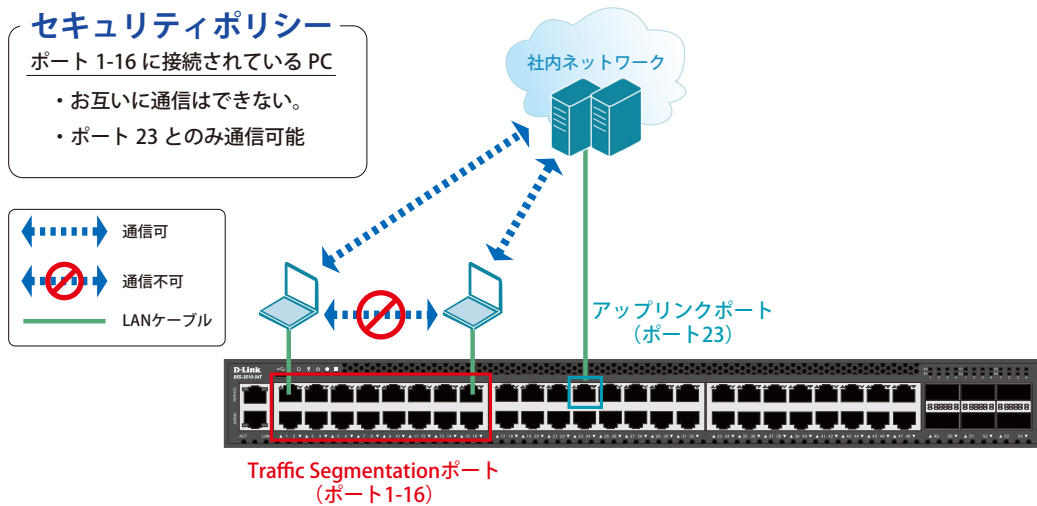 セキュリティポリシー
ポート 1-16 に接続されている PC
・お互いに通信はできない。
・ポート 23 とのみ通信可能
社内ネットワーク
通信可
通信不可
LANケーブル
アップリンクポート
（ポート23）
D-Link
Traffic Segmentationポート
（ポート1-16）